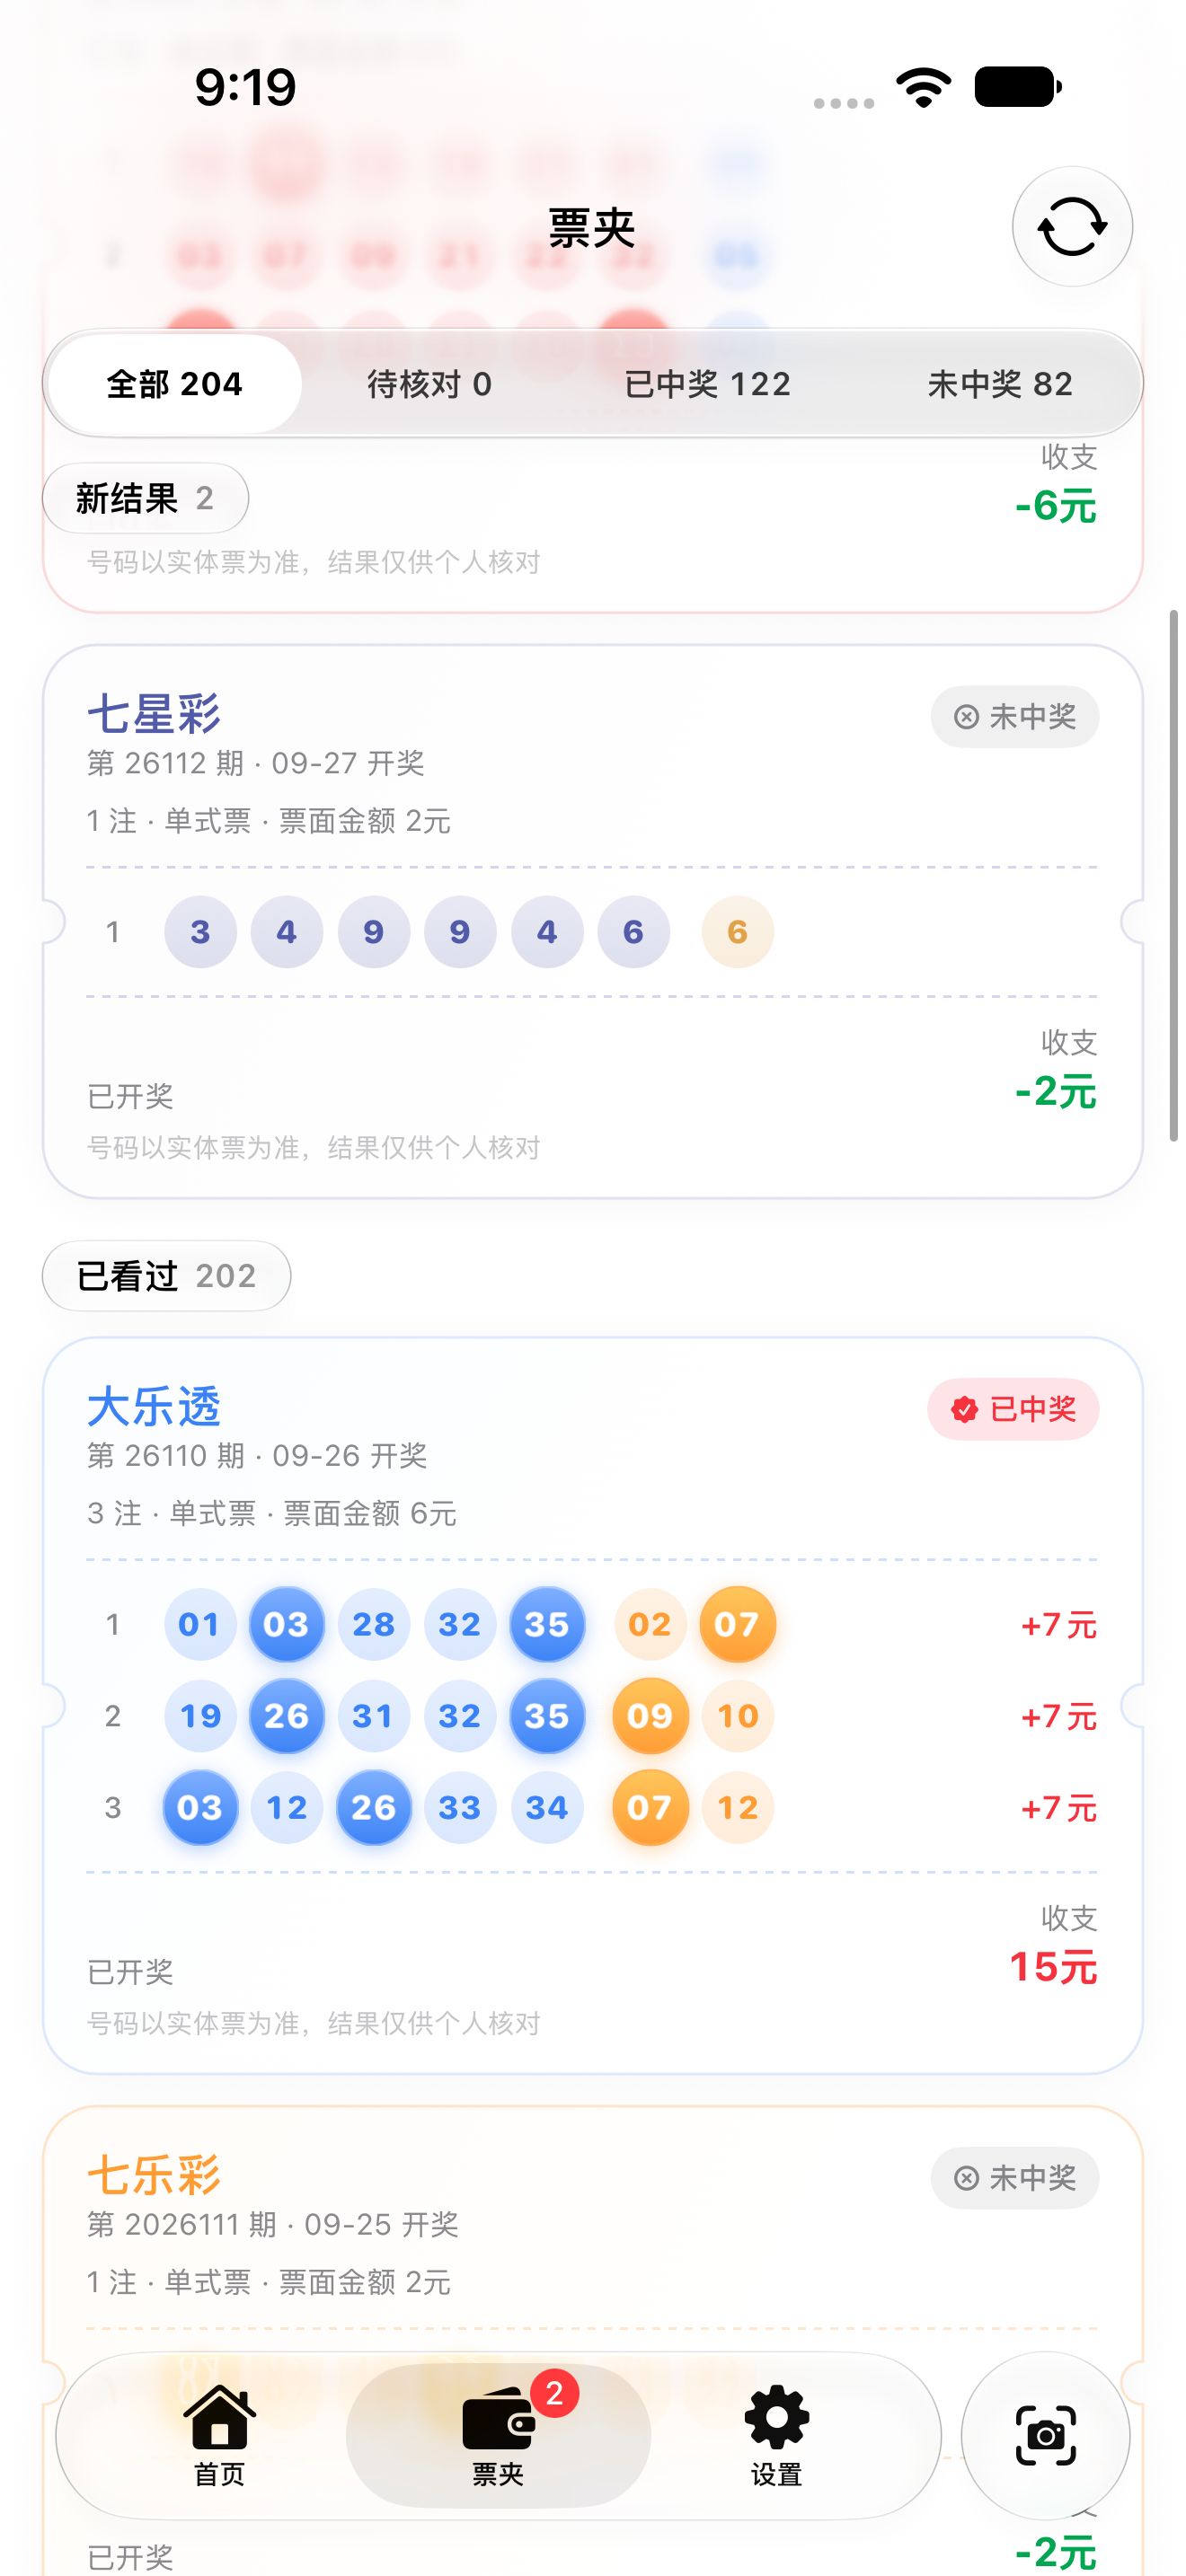 9:19
票夹
2 03 07 09 21 22 32 05
全部 204 待核对 0 已中奖 122 未中奖 82
收支
新结果 2
-6元
号码以实体票为准，结果仅供个人核对
七星彩 未中奖
第 26112 期 · 09-27 开奖
1 注 · 单式票 · 票面金额 2元
1 3 4 9 9 4 6 6
收支
已开奖 -2元
号码以实体票为准，结果仅供个人核对
已看过 202
大乐透 已中奖
第 26110 期 · 09-26 开奖
3 注 · 单式票 · 票面金额 6元
1 01 03 28 32 35 02 07 +7 元
2 19 26 31 32 35 09 10 +7 元
3 03 12 26 33 34 07 12 +7 元
收支
已开奖 15元
号码以实体票为准，结果仅供个人核对
七乐彩 未中奖
第 2026111 期 · 09-25 开奖
1 注 · 单式票 · 票面金额 2元
2
首页 票夹 设置
已开奖 -2元